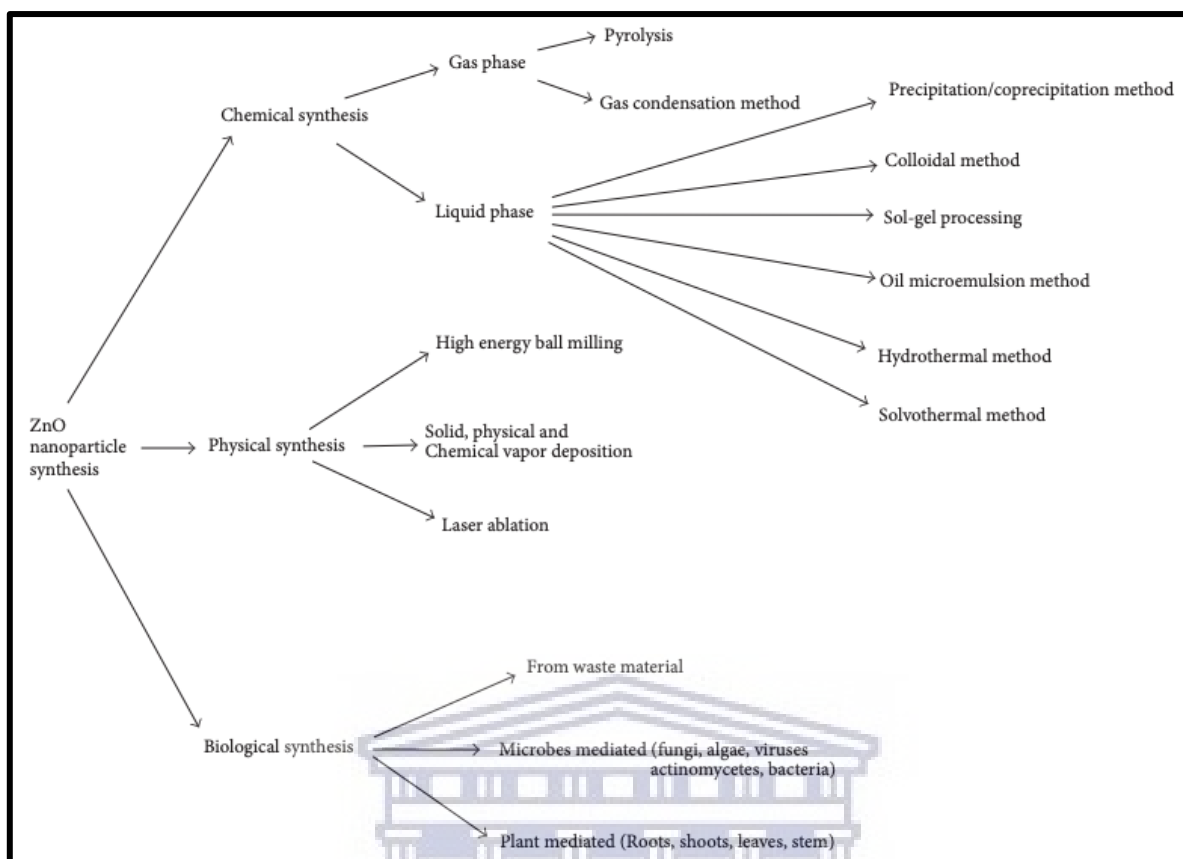 Pyrolysis
Gas phase
Gas condensation method
Chemical synthesis
Precipitation/coprecipitation method
Colloidal method
Liquid phase
Sol-gel processing
Oil microemulsion method
Hydrothermal method
Solvothermal method
High energy ball milling
ZnO
nanoparticle
synthesis
Physical synthesis
Solid, physical and
Chemical vapor deposition
Laser ablation
From waste material
Biological synthesis
Microbes mediated (fungi, algae, viruses
actinomycetes, bacteria)
Plant mediated (Roots, shoots, leaves, stem)